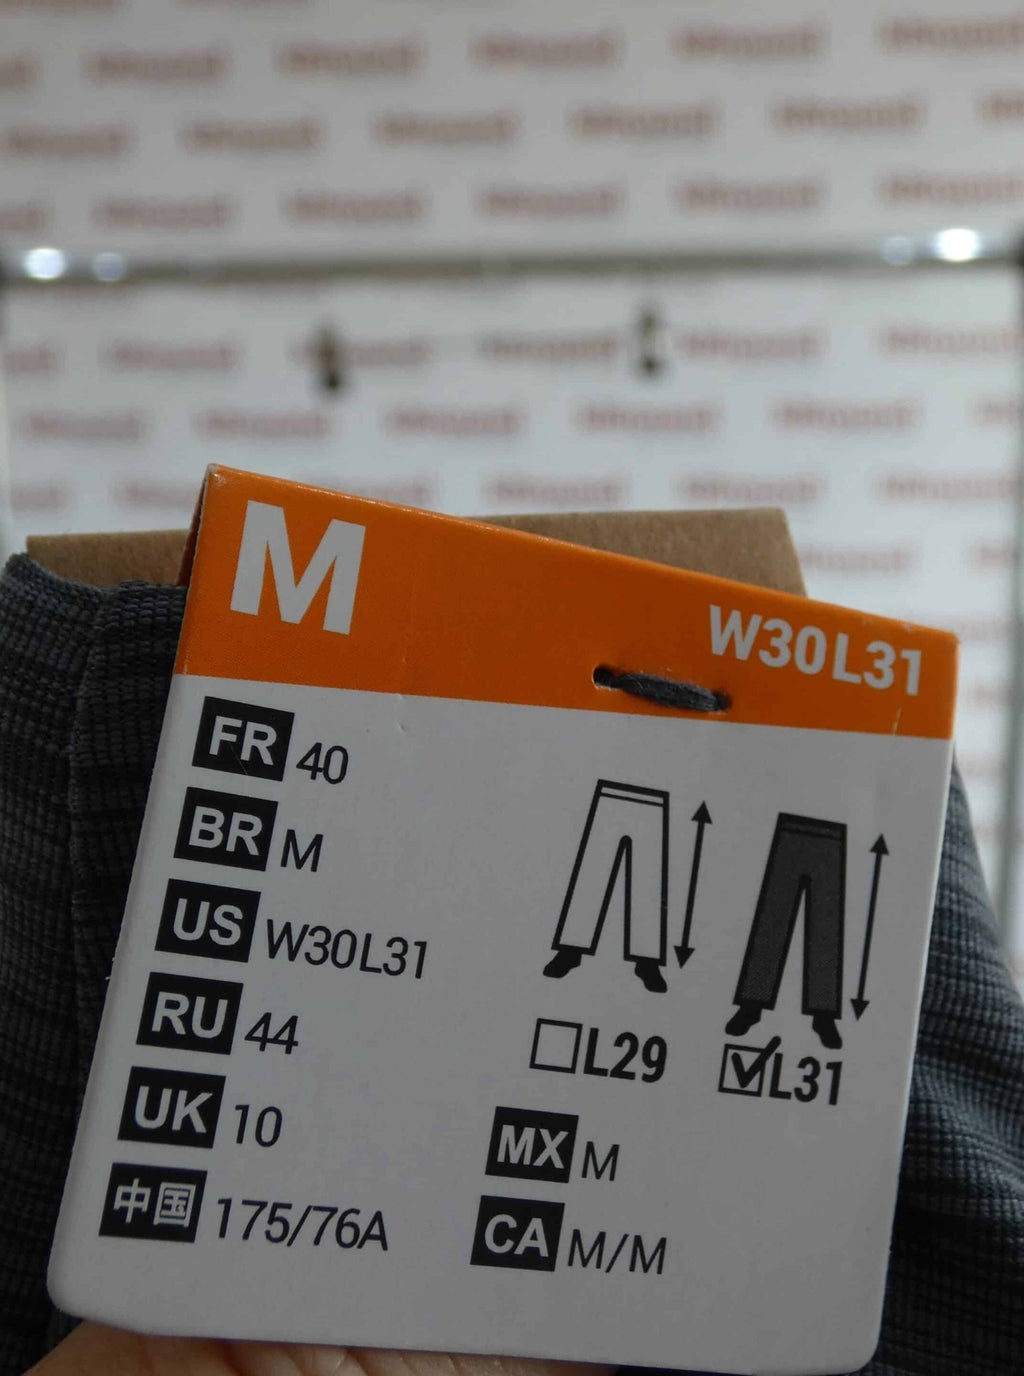 M
W30L31
FR 40
BR M
US W30L31
RU 44
UK 10
中国 175/76A
L29
L31
MX M
CA M/M